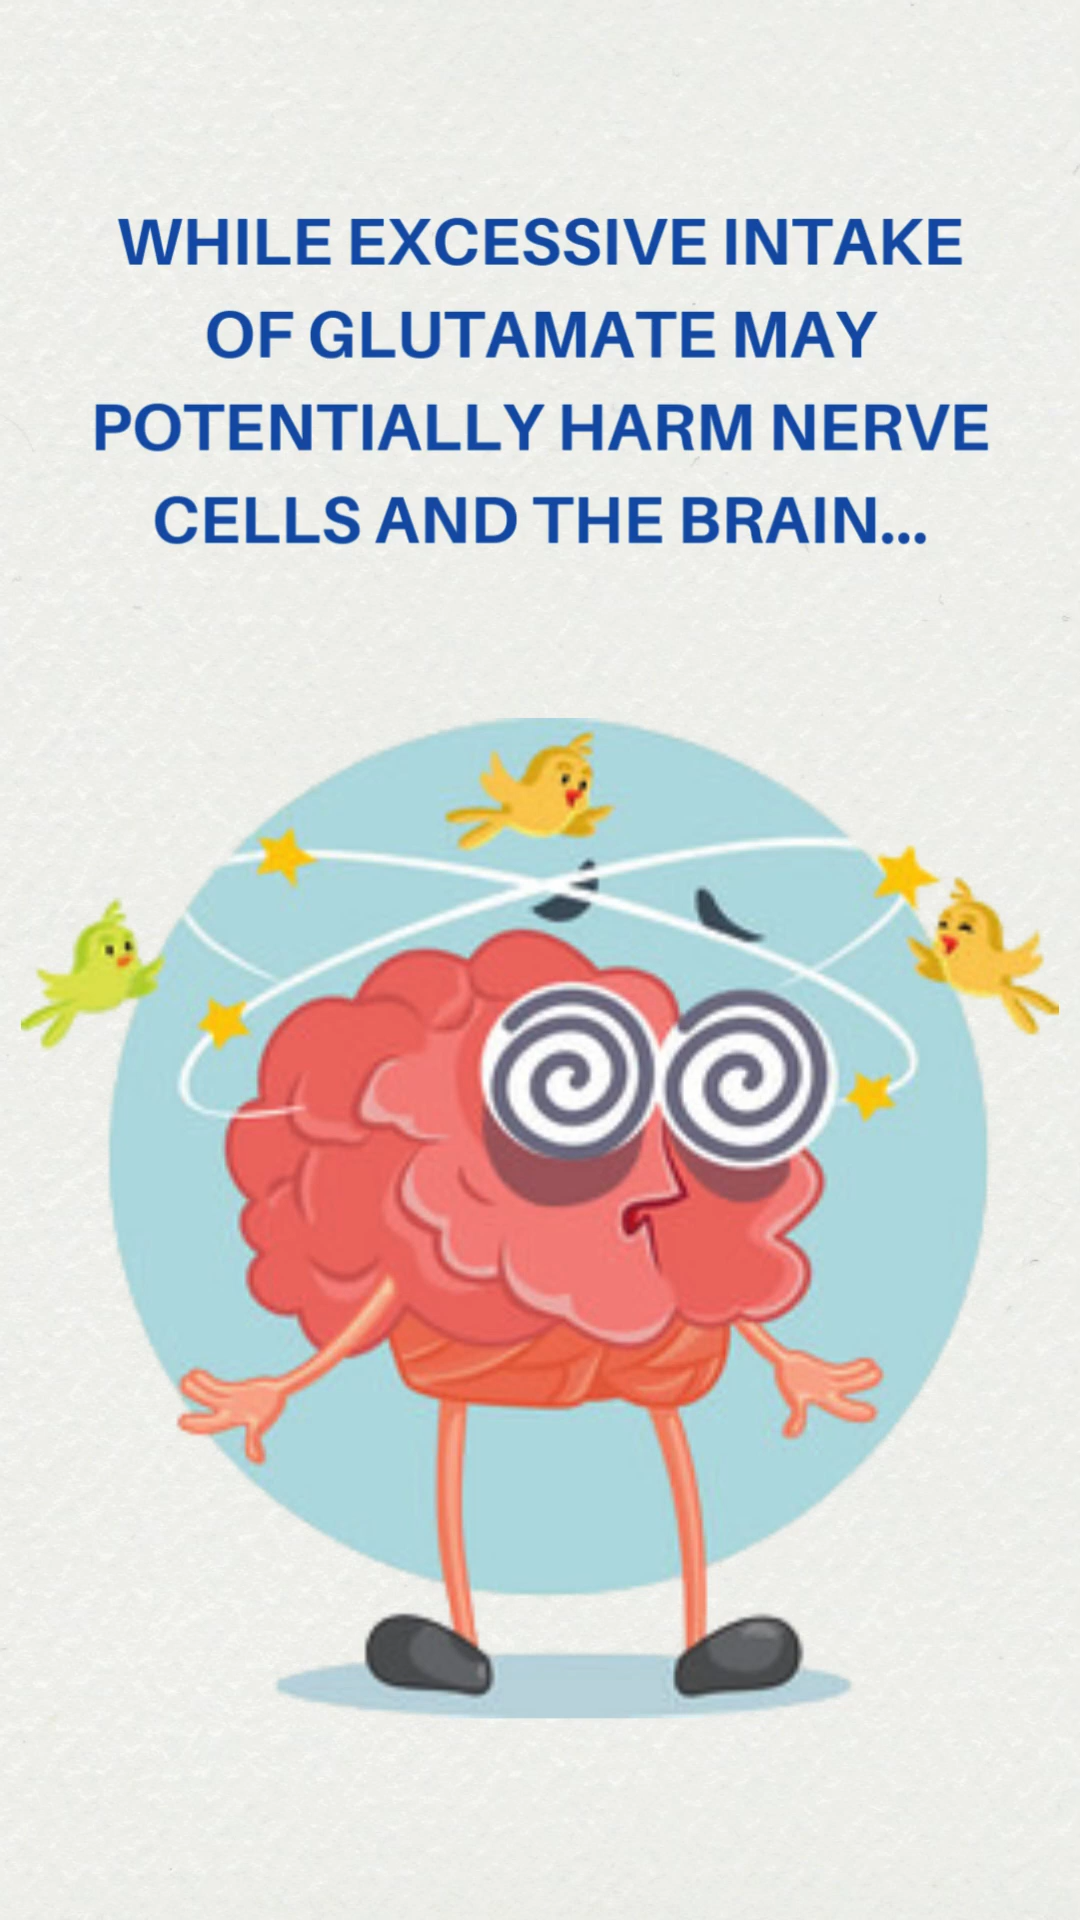 WHILE EXCESSIVE INTAKE
OF GLUTAMATE MAY
POTENTIALLY HARM NERVE
CELLS AND THE BRAIN...